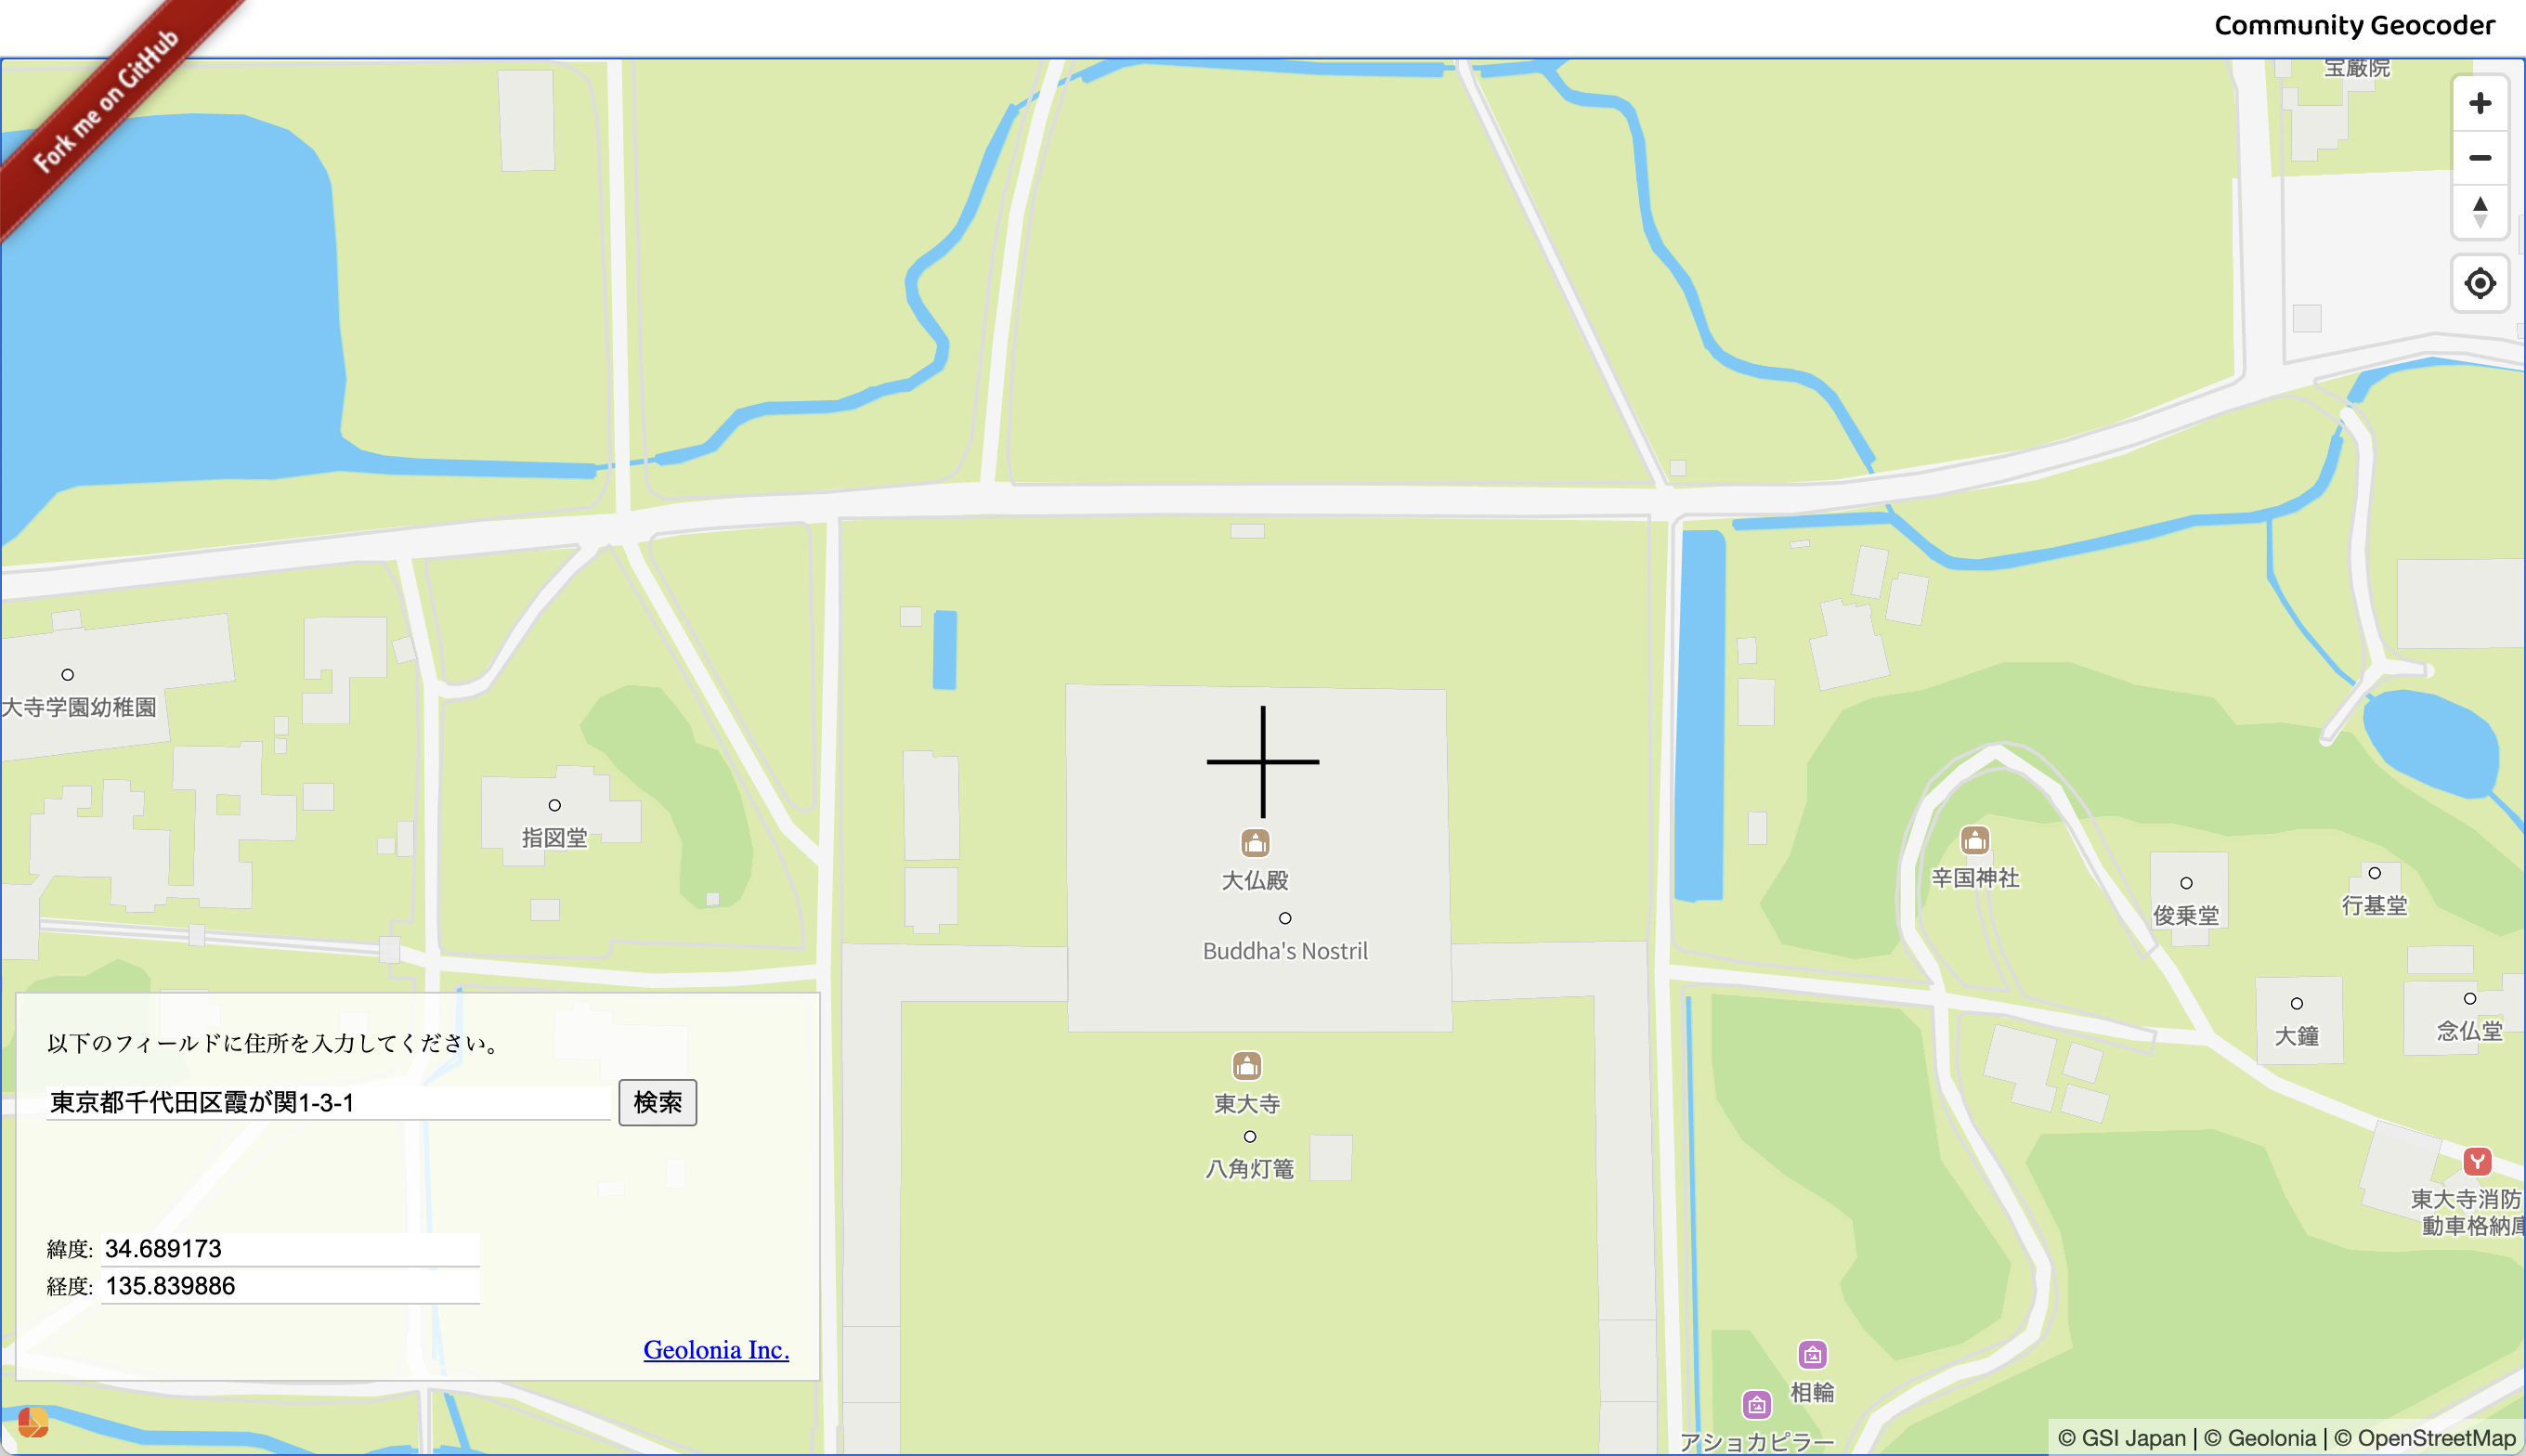 Community Geocoder
Fork me on GitHub
宝厳院
大寺学園幼稚園
指図堂
大仏殿
Buddha's Nostril
辛国神社
俊乗堂
行基堂
大鐘
念仏堂
東大寺
八角灯篭
東大寺消防
動車格納庫
相輪
アショカピラー
以下のフィールドに住所を入力してください。
東京都千代田区霞が関1-3-1
検索
緯度: 34.689173
経度: 135.839886
Geolonia Inc.
© GSI Japan | © Geolonia | © OpenStreetMap